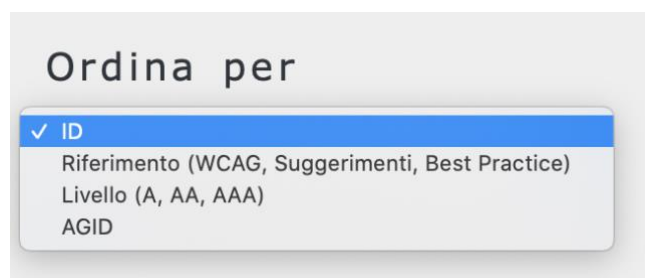 Ordina per
✓ ID
Riferimento (WCAG, Suggerimenti, Best Practice)
Livello (A, AA, AAA)
AGID